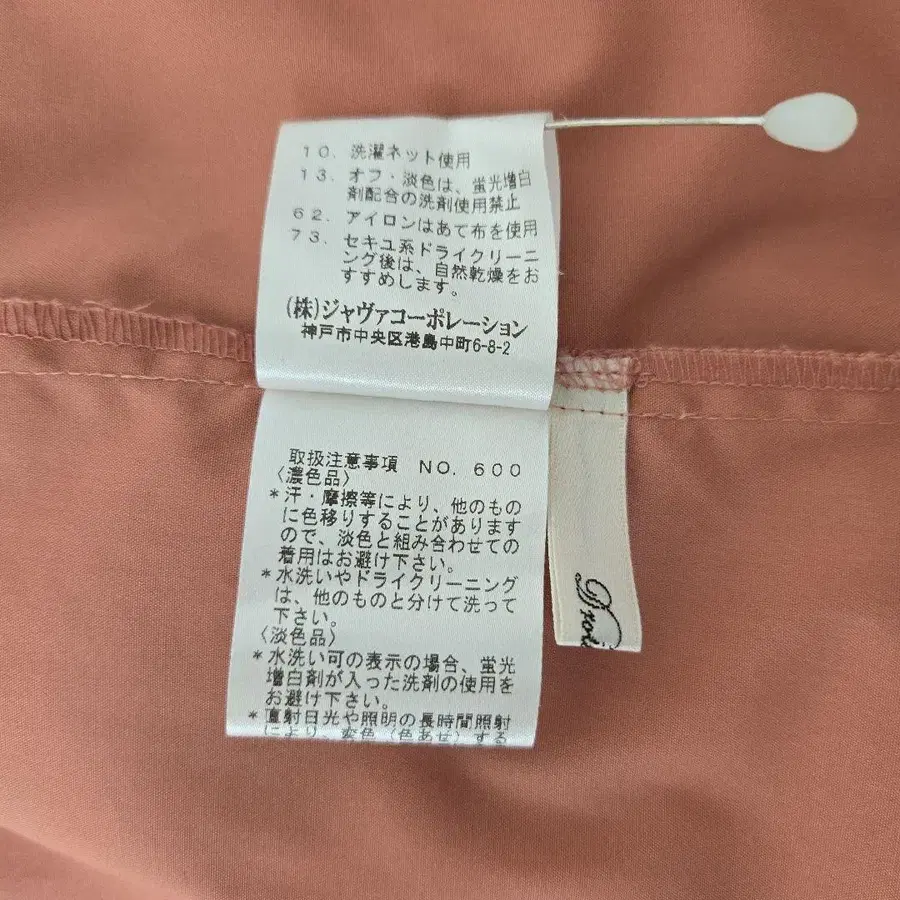 10. 洗濯ネット使用
13. オフ・淡色は、蛍光増白
剤配合の洗剤使用禁止
62. アイロンはあて布を使用
73. セキユ系ドライクリーニ
ング後は、自然乾燥をお
すすめします。
(株)ジャヴァコーポレーション
神戸市中央区港島中町6-8-2
取扱注意事項 NO. 600
〈濃色品〉
*汗・摩擦等により、他のもの
に色移りすることがあります
ので、淡色と組み合わせての
着用はお避け下さい。
*水洗いやドライクリーニング
は、他のものと分けて洗って
下さい。
〈淡色品〉
*水洗い可の表示の場合、蛍光
増白剤が入った洗剤の使用を
お避け下さい。
*直射日光や照明の長時間照射
により、変色(色あせ)する
Droi